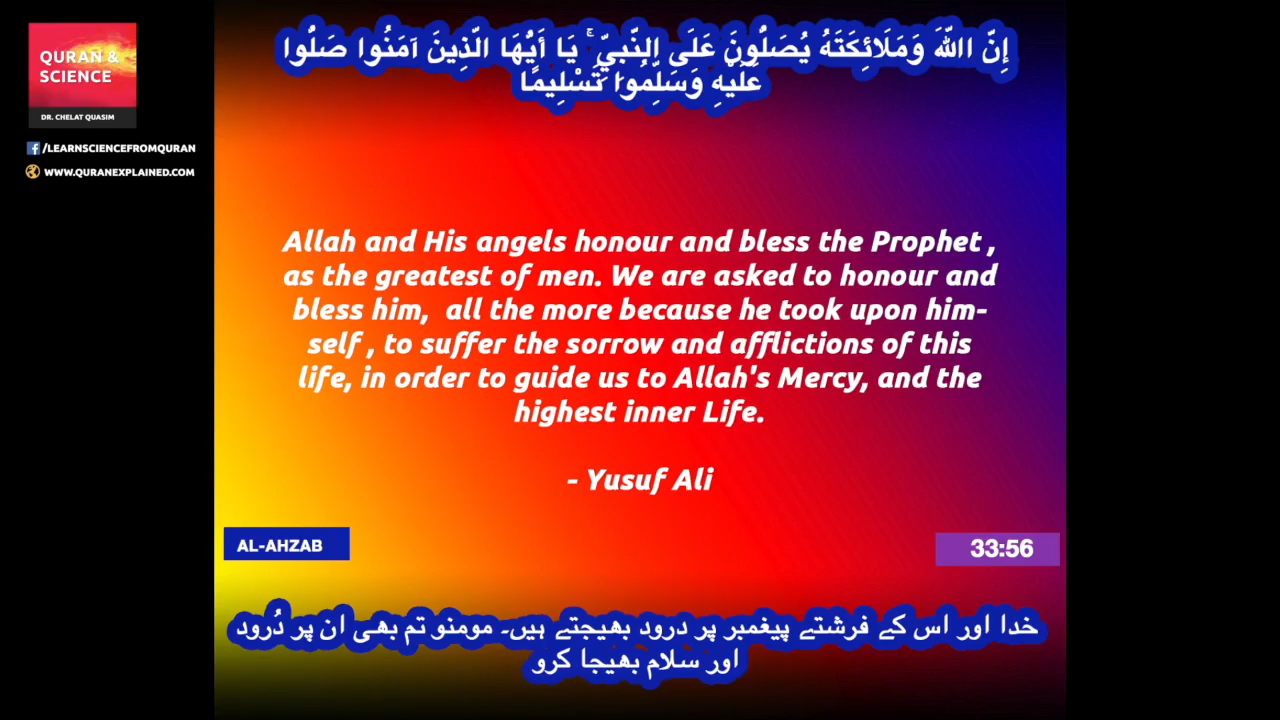 إِنَّ اللَّهَ وَمَلَائِكَتَهُ يُصَلُّونَ عَلَى النَّبِيِّ ۚ يَا أَيُّهَا الَّذِينَ آمَنُوا صَلُّوا
عَلَيْهِ وَسَلِّمُوا تَسْلِيمًا
QURAN &
SCIENCE
DR. CHELAT QUASIM
/LEARNSCIENCEFROMQURAN
WWW.QURANEXPLAINED.COM
Allah and His angels honour and bless the Prophet ,
as the greatest of men. We are asked to honour and
bless him,  all the more because he took upon him-
self , to suffer the sorrow and afflictions of this
life, in order to guide us to Allah's Mercy, and the
highest inner Life.
- Yusuf Ali
AL-AHZAB
33:56
خدا اور اس کے فرشتے پیغمبر پر درود بھیجتے ہیں۔ مومنو تم بھی ان پر دُرود
اور سلام بھیجا کرو